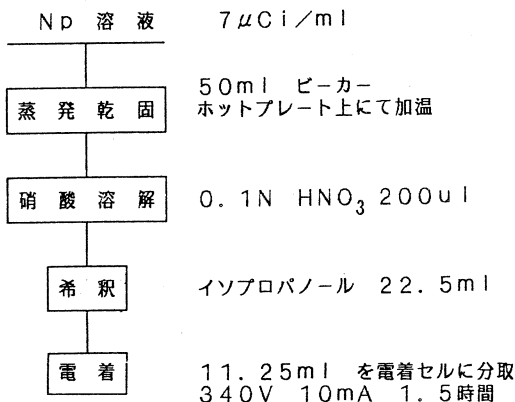 Np 溶 液 7μCi/ml
50ml ビーカー
蒸 発 乾 固 ホットプレート上にて加温
硝 酸 溶 解 0.1N HNO₃ 200ul
希 釈 イソプロパノール 22.5ml
電 着 11.25ml を電着セルに分取
340V 10mA 1.5時間